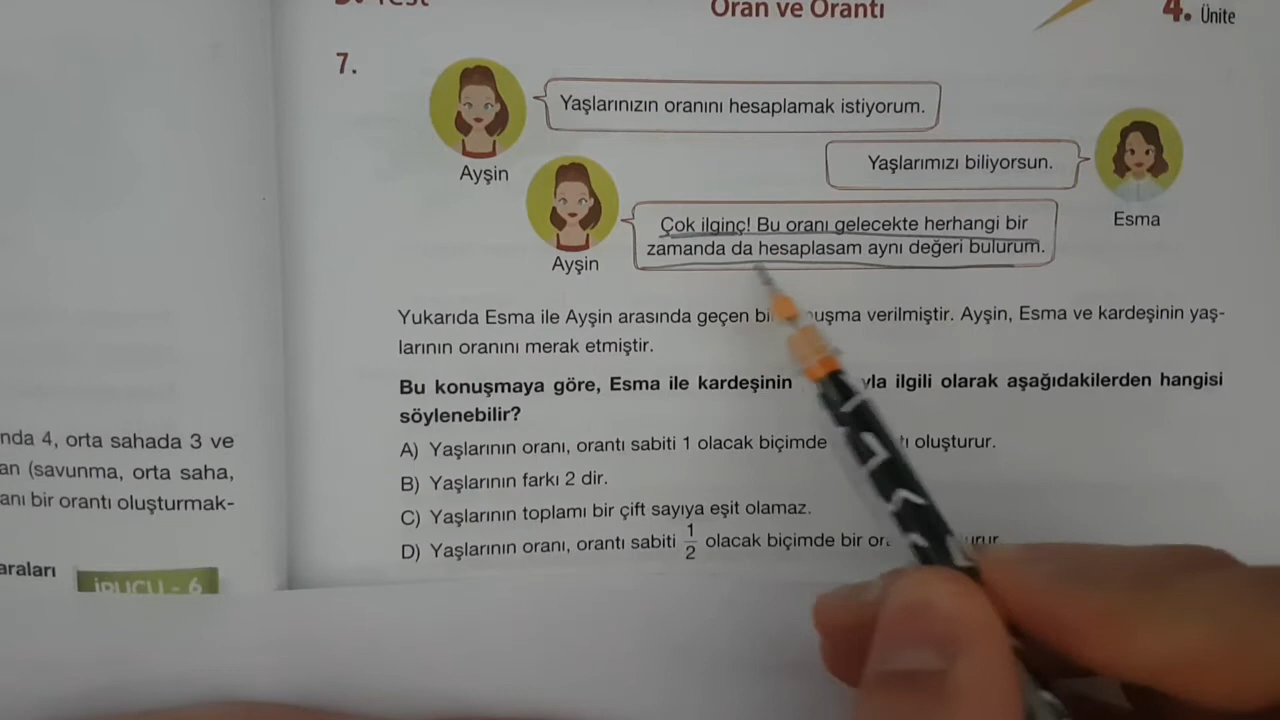 Oran ve Orantı
4. Ünite
7.
Yaşlarınızın oranını hesaplamak istiyorum.
Ayşin
Yaşlarımızı biliyorsun.
Esma
Çok ilginç! Bu oranı gelecekte herhangi bir
zamanda da hesaplasam aynı değeri bulurum.
Ayşin
Yukarıda Esma ile Ayşin arasında geçen verilmiştir. Ayşin, Esma ve kardeşinin yaş-
larının oranını merak etmiştir.
Bu konuşmaya göre, Esma ile kardeşinin ilgili olarak aşağıdakilerden hangisi
söylenebilir?
A) Yaşlarının oranı, orantı sabiti 1 olacak biçimde oluşturur.
B) Yaşlarının farkı 2 dir.
C) Yaşlarının toplamı bir çift sayıya eşit olamaz.
D) Yaşlarının oranı, orantı sabiti 1/2 olacak biçimde bir
nda 4, orta sahada 3 ve
an (savunma, orta saha,
anı bir orantı oluşturmak-
araları
İPUCU - 6